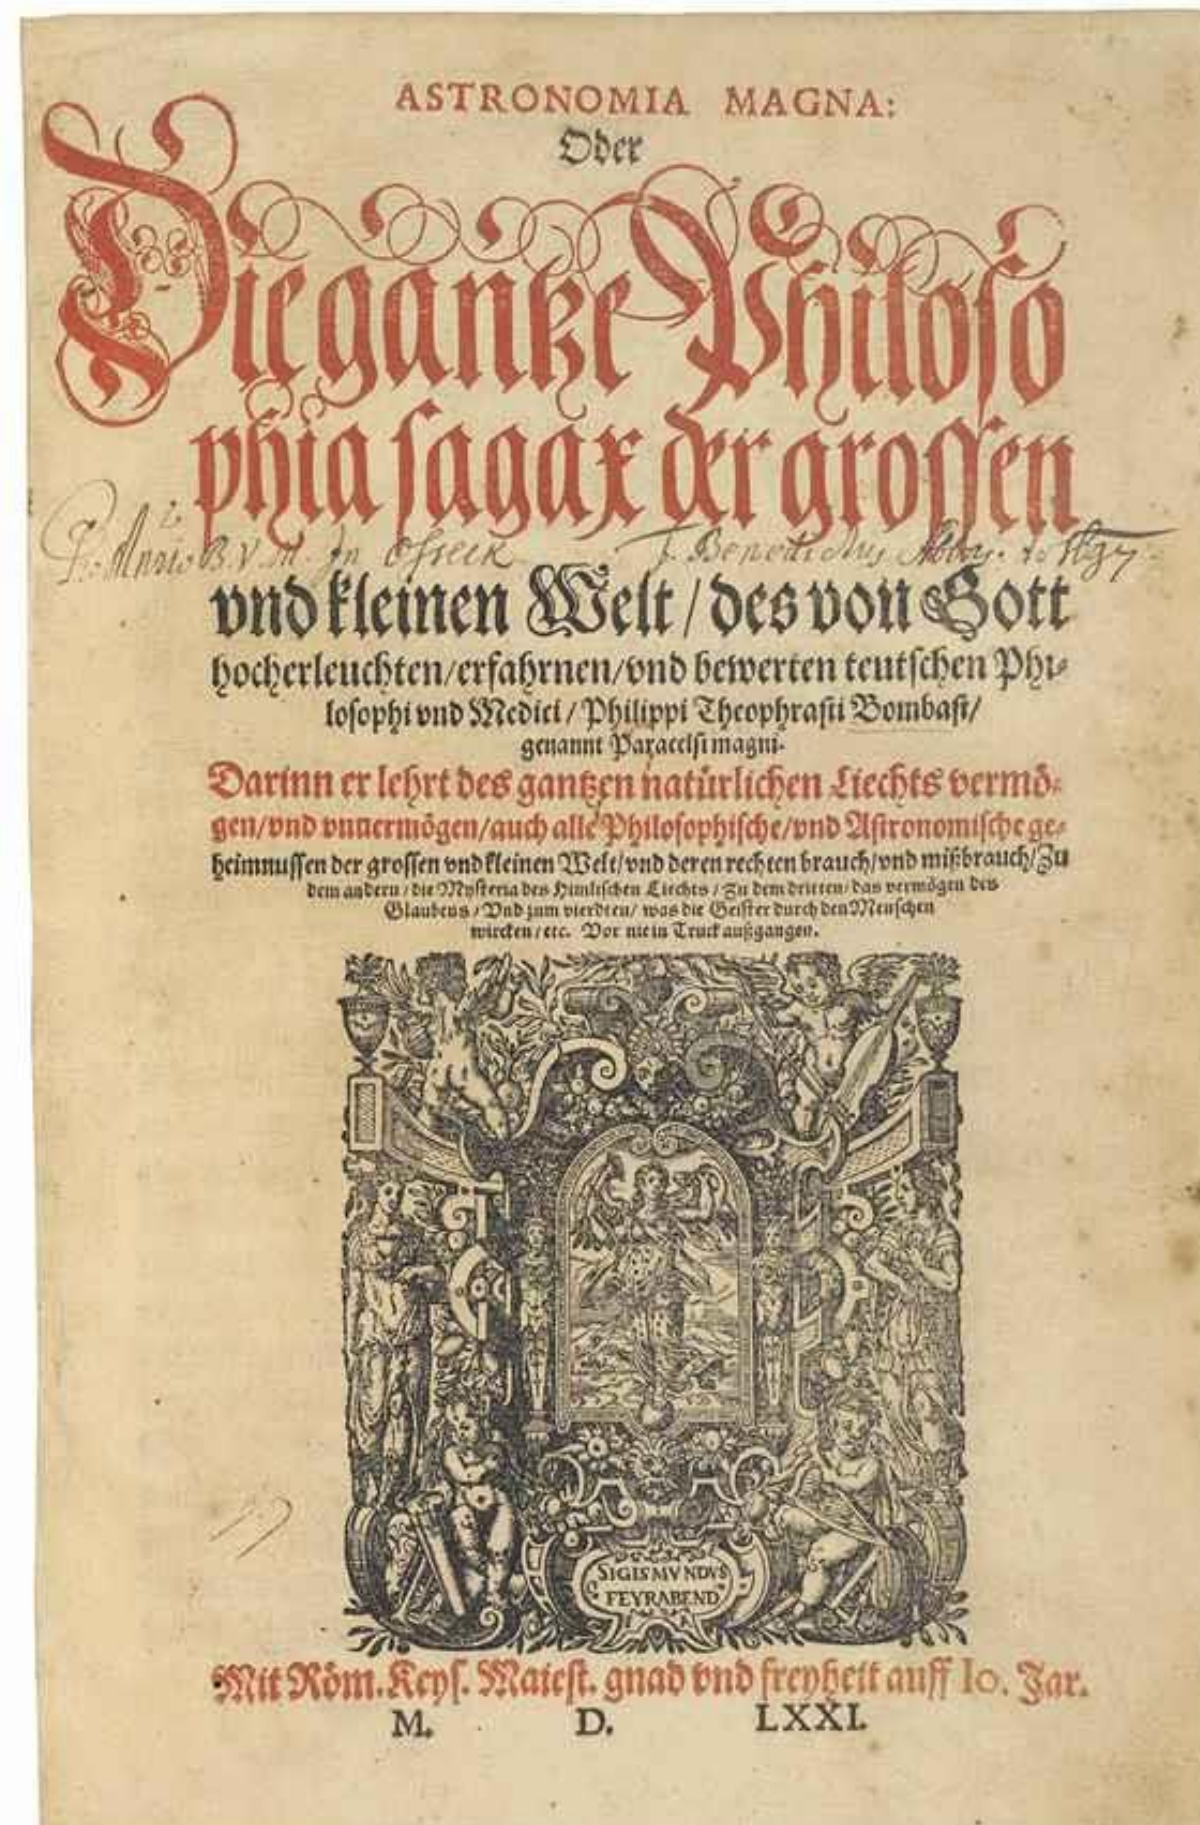 ASTRONOMIA MAGNA:
Oder
Die gantze Philoso
phia sagax der grossen
B. V. M. In
vnd kleinen Welt / des von Gott
hocherleuchten/erfahrnen/vnd bewerten teutschen Phi-
losophi vnd Medici / Philippi Theophrasti Bombast/
genannt Paracelsi magni.
Darinn er lehrt des gantzen natürlichen Liechts vermö-
gen/vnd vnuermögen/auch alle Philosophische/vnd Astronomische ge-
heimnussen der grossen vnd kleinen Welt/vnd deren rechten brauch/vnd mißbrauch/Zu
dem andern / die Mysteria des Himlischen Liechts / Zu dem dritten/ das vermögen des
Glaubens / Vnd zum vierdten/ was die Geister durch den Menschen
wircken / etc. Vor nie in Truck außgangen.
SIGISMVNDVS
FEYRABEND
Mit Röm. Keys. Maiest. gnad vnd freyheit auff 10. Jar.
M. D. LXXI.